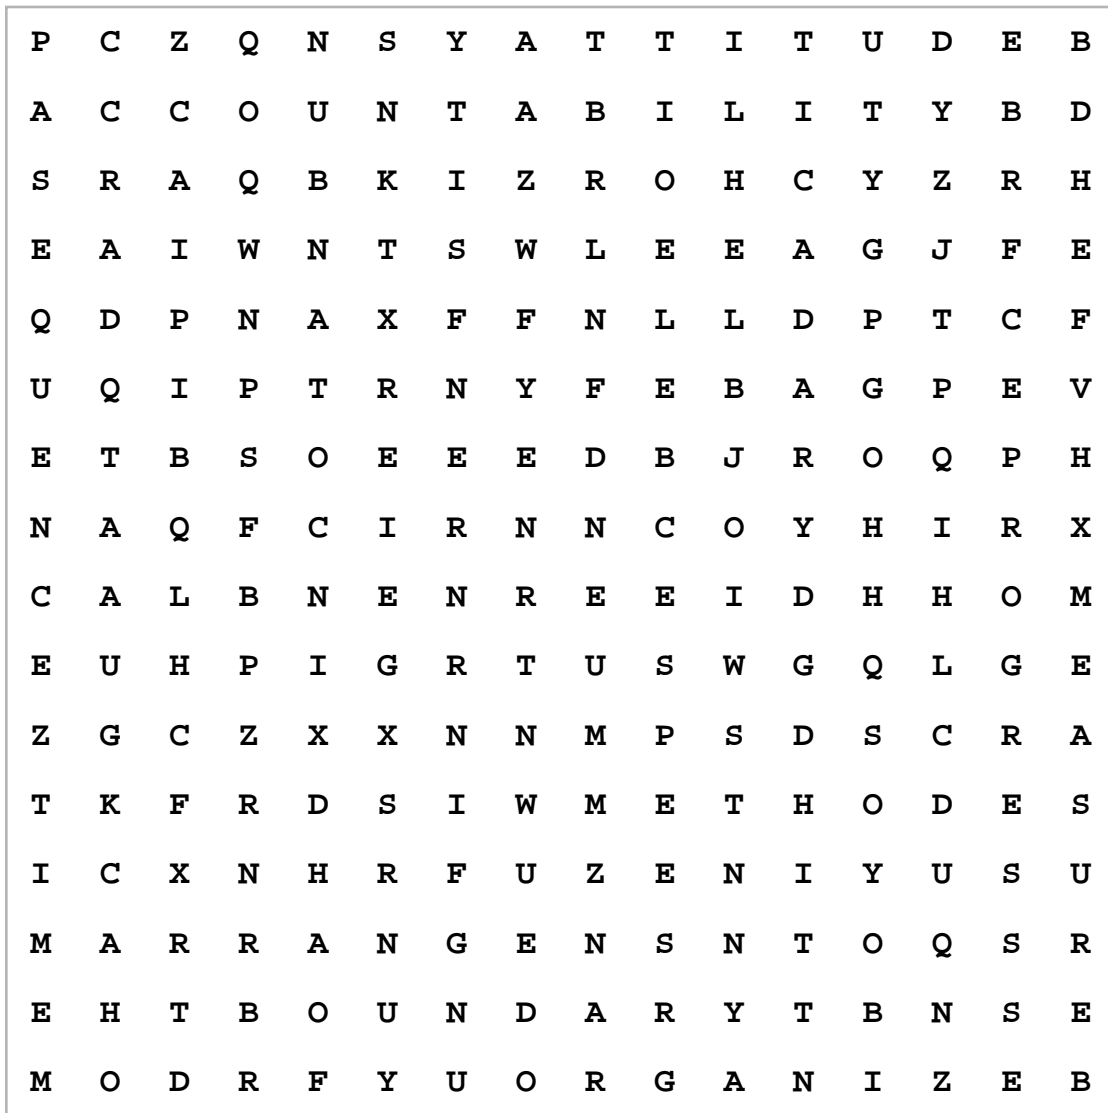 P C Z Q N S Y A T T I T U D E B
A C C O U N T A B I L I T Y B D
S R A Q B K I Z R O H C Y Z R H
E A I W N T S W L E E A G J F E
Q D P N A X F F N L L D P T C F
U Q I P T R N Y F E B A G P E V
E T B S O E E E D B J R O Q P H
N A Q F C I R N N C O Y H I R X
C A L B N E N R E E I D H H O M
E U H P I G R T U S W G Q L G E
Z G C Z X X N N M P S D S C R A
T K F R D S I W M E T H O D E S
I C X N H R F U Z E N I Y U S U
M A R R A N G E N S N T O Q S R
E H T B O U N D A R Y T B N S E
M O D R F Y U O R G A N I Z E B